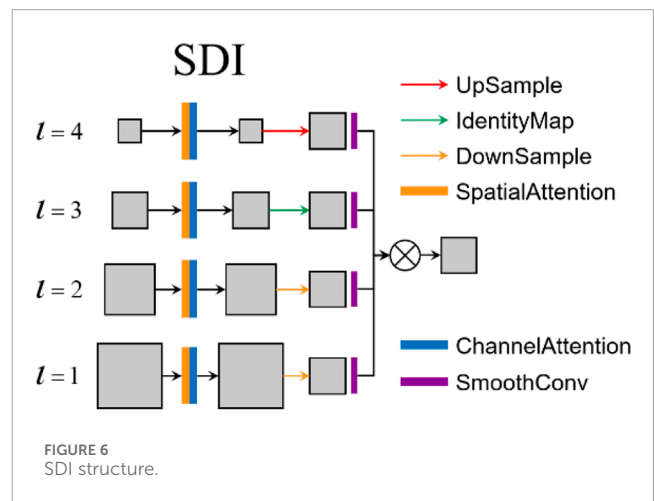 SDI
l = 4
l = 3
l = 2
l = 1
UpSample
IdentityMap
DownSample
SpatialAttention
ChannelAttention
SmoothConv
FIGURE 6
SDI structure.